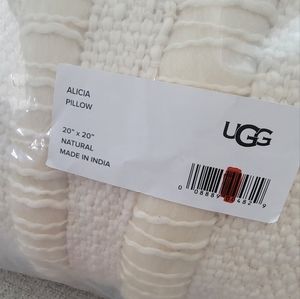 ALICIA
PILLOW
UGG
20" x 20"
NATURAL
MADE IN INDIA